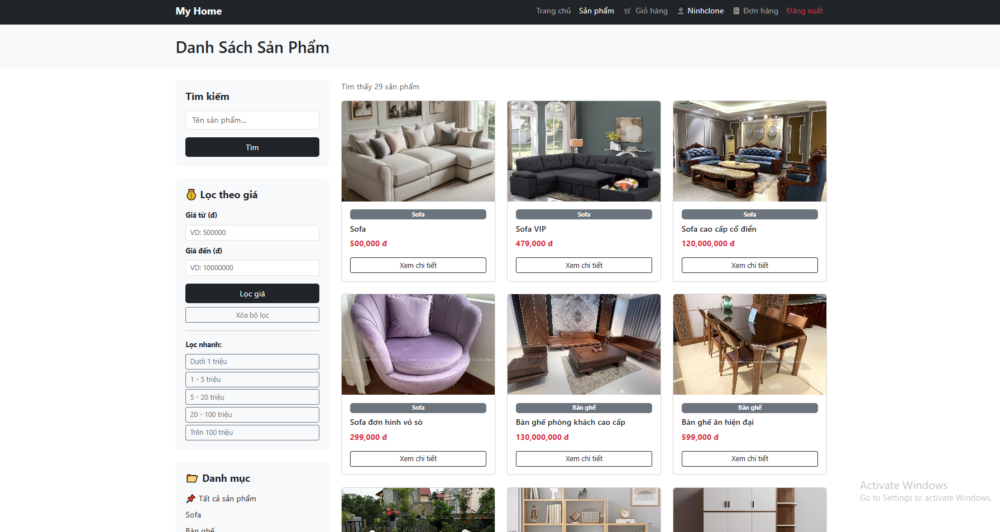 My Home
Trang chủ
Sản phẩm
Giỏ hàng
Ninhclone
Đơn hàng
Đăng xuất
Danh Sách Sản Phẩm
Tìm kiếm
Tên sản phẩm...
Tìm
Lọc theo giá
Giá từ (đ)
VD: 500000
Giá đến (đ)
VD: 10000000
Lọc giá
Xóa bộ lọc
Lọc nhanh:
Dưới 1 triệu
1 - 5 triệu
5 - 20 triệu
20 - 100 triệu
Trên 100 triệu
Danh mục
Tất cả sản phẩm
Sofa
Bàn ghế
Tìm thấy 29 sản phẩm
Sofa
Sofa
500,000 đ
Xem chi tiết
Sofa
Sofa VIP
479,000 đ
Xem chi tiết
Sofa
Sofa cao cấp cổ điển
120,000,000 đ
Xem chi tiết
Sofa
Sofa đơn hình vỏ sò
299,000 đ
Xem chi tiết
Bàn ghế
Bàn ghế phòng khách cao cấp
130,000,000 đ
Xem chi tiết
Bàn ghế
Bàn ghế ăn hiện đại
599,000 đ
Xem chi tiết
Activate Windows
Go to Settings to activate Windows.